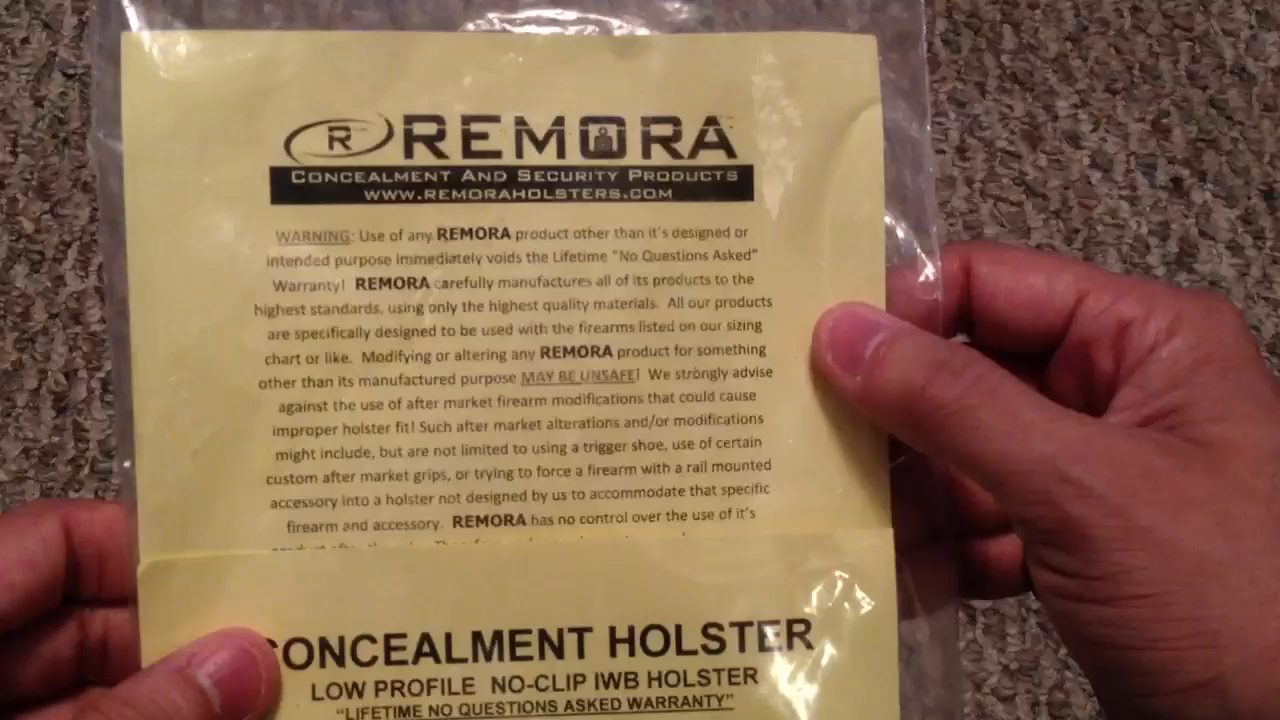 R REMORA
CONCEALMENT AND SECURITY PRODUCTS
WWW.REMORAHOLSTERS.COM
WARNING: Use of any REMORA product other than it's designed or
intended purpose immediately voids the Lifetime "No Questions Asked"
Warranty! REMORA carefully manufactures all of its products to the
highest standards, using only the highest quality materials. All our products
are specifically designed to be used with the firearms listed on our sizing
chart or like. Modifying or altering any REMORA product for something
other than its manufactured purpose MAY BE UNSAFE! We strongly advise
against the use of after market firearm modifications that could cause
improper holster fit! Such after market alterations and/or modifications
might include, but are not limited to using a trigger shoe, use of certain
custom after market grips, or trying to force a firearm with a rail mounted
accessory into a holster not designed by us to accommodate that specific
firearm and accessory. REMORA has no control over the use of it's
CONCEALMENT HOLSTER
LOW PROFILE NO-CLIP IWB HOLSTER
"LIFETIME NO QUESTIONS ASKED WARRANTY"